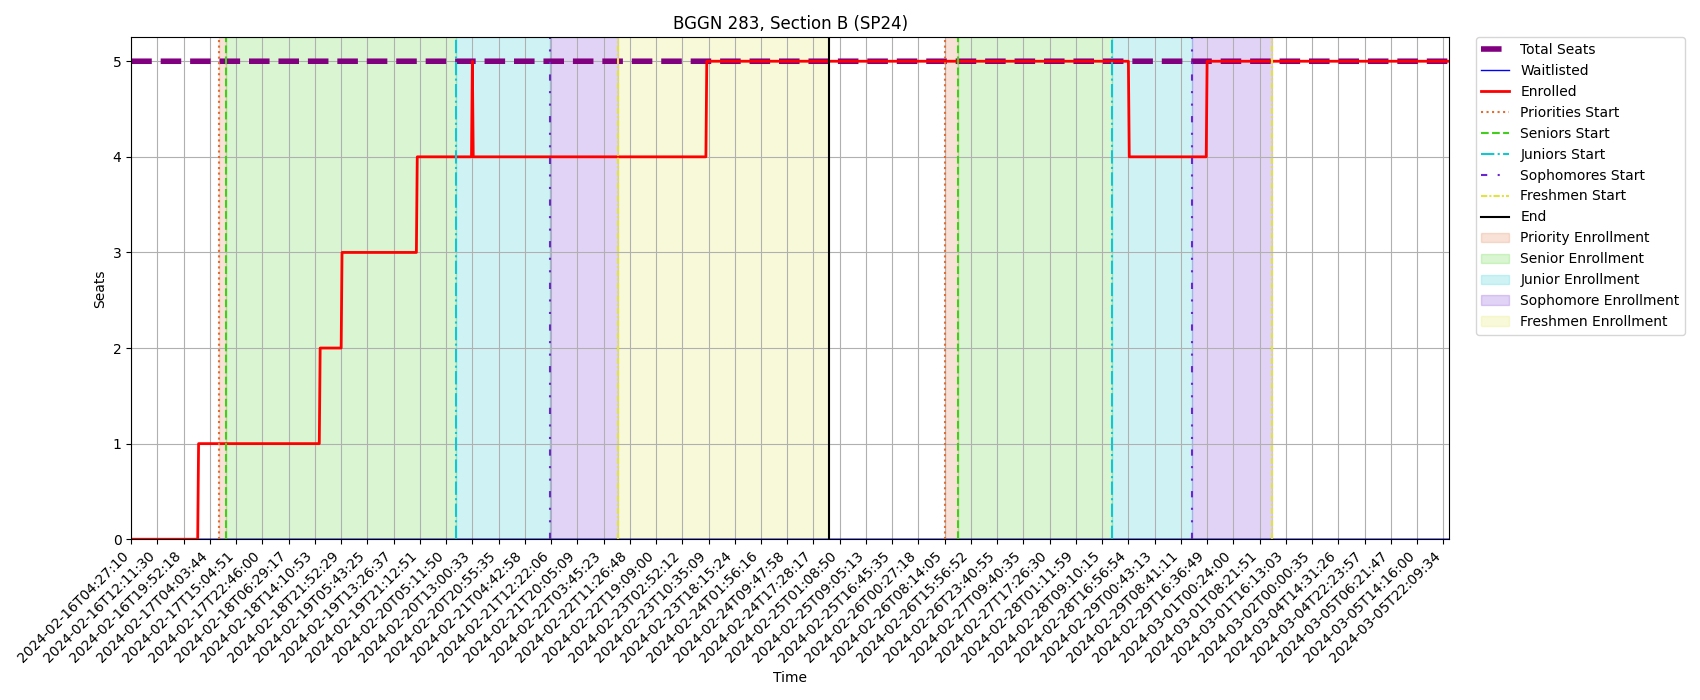 BGGN 283, Section B (SP24)
Seats
5
4
3
2
1
0
2024-02-16T04:27:10
2024-02-16T12:11:30
2024-02-16T19:52:18
2024-02-17T04:03:44
2024-02-17T15:04:51
2024-02-17T22:46:00
2024-02-18T06:29:17
2024-02-18T14:10:53
2024-02-18T21:52:29
2024-02-19T05:43:25
2024-02-19T13:26:37
2024-02-19T21:12:51
2024-02-20T05:11:50
2024-02-20T13:00:33
2024-02-20T20:55:35
2024-02-21T04:42:58
2024-02-21T12:22:06
2024-02-21T20:05:09
2024-02-22T03:45:23
2024-02-22T11:26:48
2024-02-22T19:09:00
2024-02-23T02:52:12
2024-02-23T10:35:09
2024-02-23T18:15:24
2024-02-24T01:56:16
2024-02-24T09:47:58
2024-02-24T17:28:17
2024-02-25T01:08:50
2024-02-25T09:05:13
2024-02-25T16:45:35
2024-02-26T00:27:18
2024-02-26T08:14:05
2024-02-26T15:56:52
2024-02-26T23:40:55
2024-02-27T09:40:35
2024-02-27T17:26:30
2024-02-28T01:11:59
2024-02-28T09:10:15
2024-02-28T16:56:54
2024-02-29T00:43:13
2024-02-29T08:41:11
2024-02-29T16:36:49
2024-03-01T00:24:00
2024-03-01T08:21:51
2024-03-01T16:13:03
2024-03-02T00:00:35
2024-03-04T14:31:26
2024-03-04T22:23:57
2024-03-05T06:21:47
2024-03-05T14:16:00
2024-03-05T22:09:34
Time
Total Seats
Waitlisted
Enrolled
Priorities Start
Seniors Start
Juniors Start
Sophomores Start
Freshmen Start
End
Priority Enrollment
Senior Enrollment
Junior Enrollment
Sophomore Enrollment
Freshmen Enrollment